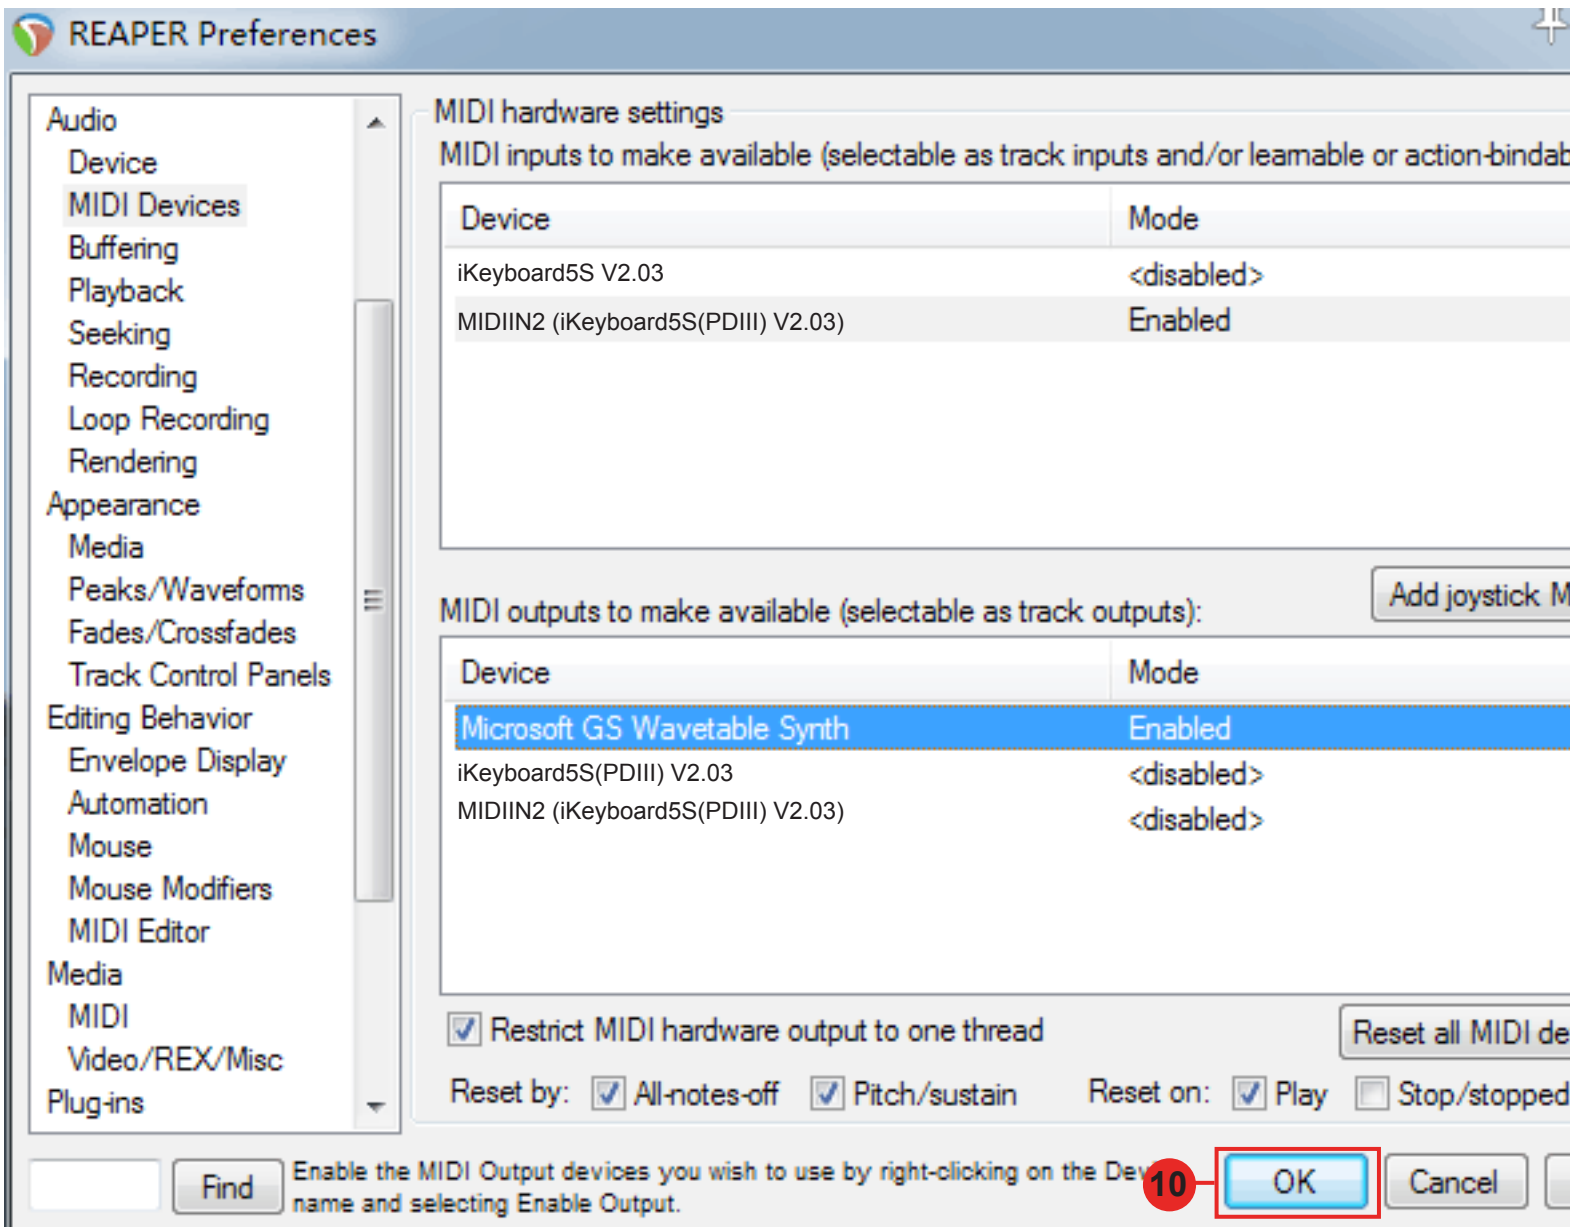 REAPER Preferences
Audio
Device
MIDI Devices
Buffering
Playback
Seeking
Recording
Loop Recording
Rendering
Appearance
Media
Peaks/Waveforms
Fades/Crossfades
Track Control Panels
Editing Behavior
Envelope Display
Automation
Mouse
Mouse Modifiers
MIDI Editor
Media
MIDI
Video/REX/Misc
Plug-ins
Find
MIDI hardware settings
MIDI inputs to make available (selectable as track inputs and/or learnable or action-bindab
Device Mode
iKeyboard5S V2.03 <disabled>
MIDIIN2 (iKeyboard5S(PDIII) V2.03) Enabled
Add joystick M
MIDI outputs to make available (selectable as track outputs):
Device Mode
Microsoft GS Wavetable Synth Enabled
iKeyboard5S(PDIII) V2.03 <disabled>
MIDIIN2 (iKeyboard5S(PDIII) V2.03) <disabled>
Restrict MIDI hardware output to one thread
Reset all MIDI de
Reset by: All-notes-off Pitch/sustain Reset on: Play Stop/stopped
Enable the MIDI Output devices you wish to use by right-clicking on the Dev
name and selecting Enable Output.
10
OK
Cancel